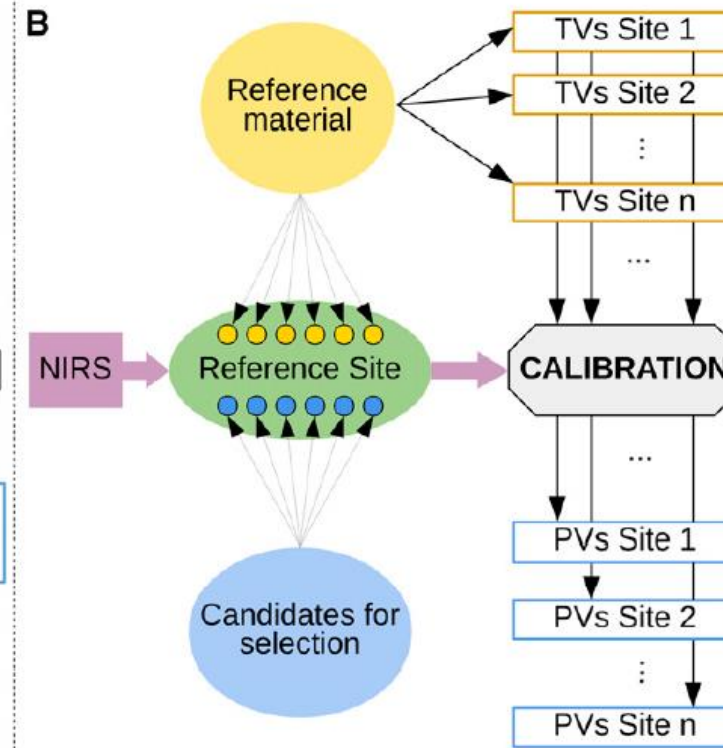 B
Reference
material
TVs Site 1
TVs Site 2
⋮
TVs Site n
...
NIRS
Reference Site
CALIBRATION
...
PVs Site 1
Candidates for
selection
PVs Site 2
⋮
PVs Site n